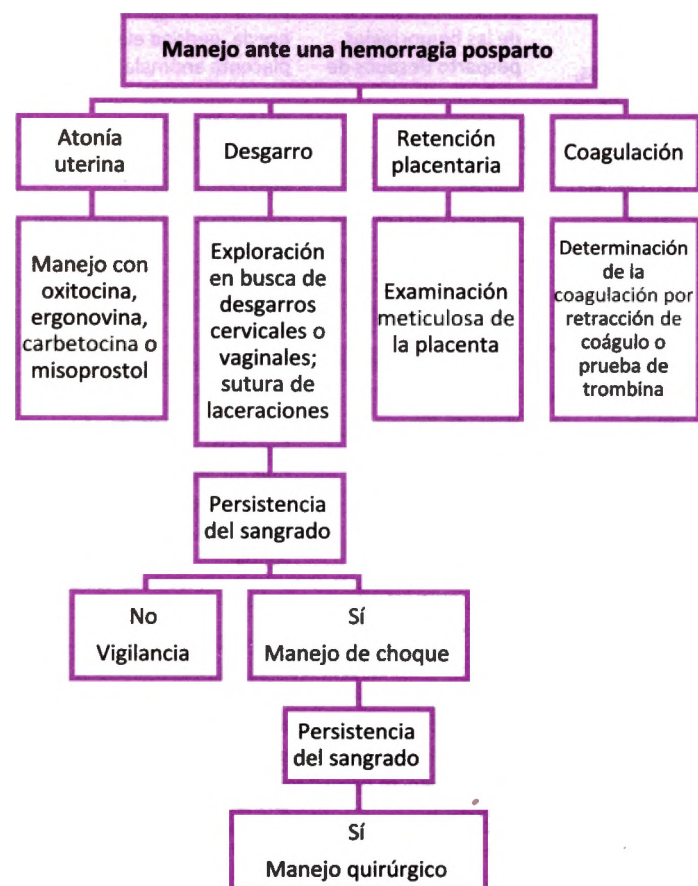 Manejo ante una hemorragia posparto
Atonía
uterina
Desgarro
Retención
placentaria
Coagulación
Manejo con
oxitocina,
ergonovina,
carbetocina o
misoprostol
Exploración
en busca de
desgarros
cervicales o
vaginales;
sutura de
laceraciones
Examinación
meticulosa de
la placenta
Determinación
de la
coagulación por
retracción de
coágulo o
prueba de
trombina
Persistencia
del sangrado
No
Vigilancia
Sí
Manejo de choque
Persistencia
del sangrado
Sí
Manejo quirúrgico